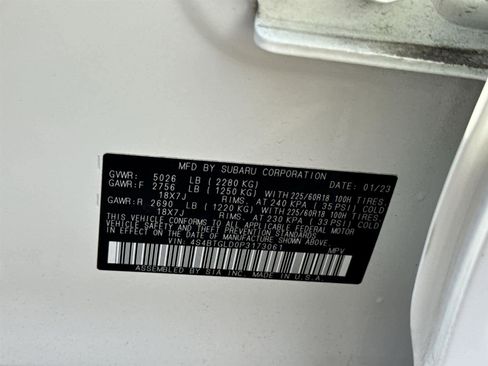 MFD BY SUBARU CORPORATION
GVWR: 5026 LB (2280 KG) DATE: 01/23
GAWR:F 2756 LB (1250 KG) WITH 225/60R18 100H TIRES,
18X7J RIMS, AT 240 KPA ( 35 PSI) COLD
GAWR:R 2690 LB (1220 KG) WITH 225/60R18 100H TIRES,
18X7J RIMS, AT 230 KPA ( 33 PSI) COLD
THIS VEHICLE CONFORMS TO ALL APPLICABLE FEDERAL MOTOR
VEHICLE SAFETY AND THEFT PREVENTION STANDARDS IN EFFECT
ON THE DATE OF MANUFACTURE SHOWN ABOVE.
VIN: 4S4BTGLD0P3173061 MPV
ASSEMBLED BY SIA INC. MADE IN U.S.A.